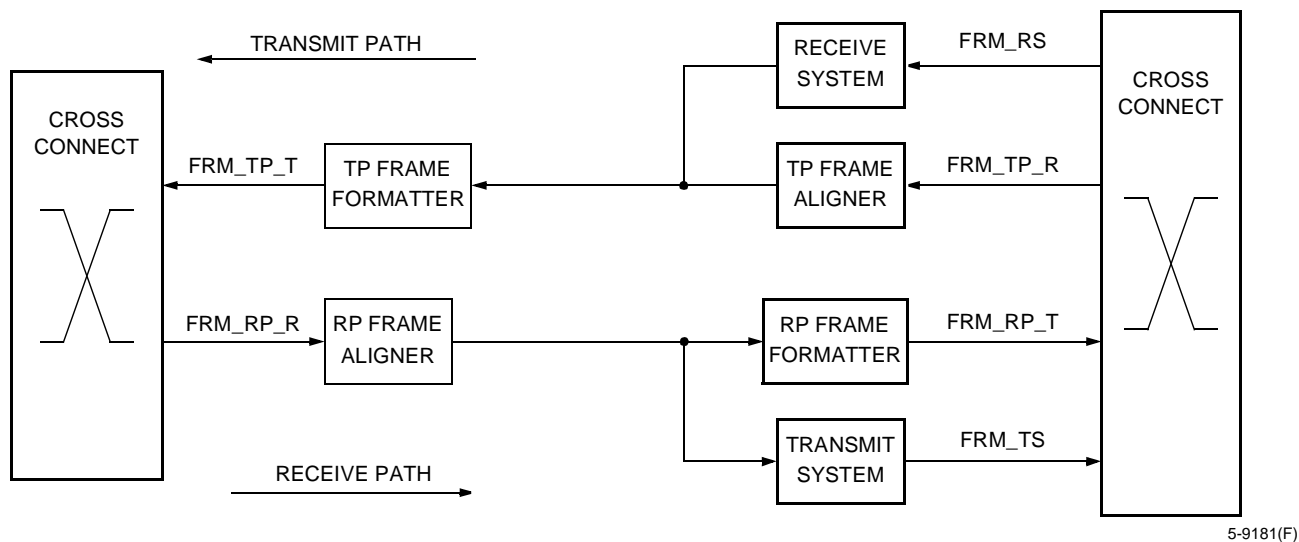 TRANSMIT PATH
RECEIVE
SYSTEM
FRM_RS
CROSS
CONNECT
CROSS
CONNECT
FRM_TP_T
TP FRAME
FORMATTER
TP FRAME
ALIGNER
FRM_TP_R
FRM_RP_R
RP FRAME
ALIGNER
RP FRAME
FORMATTER
FRM_RP_T
TRANSMIT
SYSTEM
FRM_TS
RECEIVE PATH
5-9181(F)